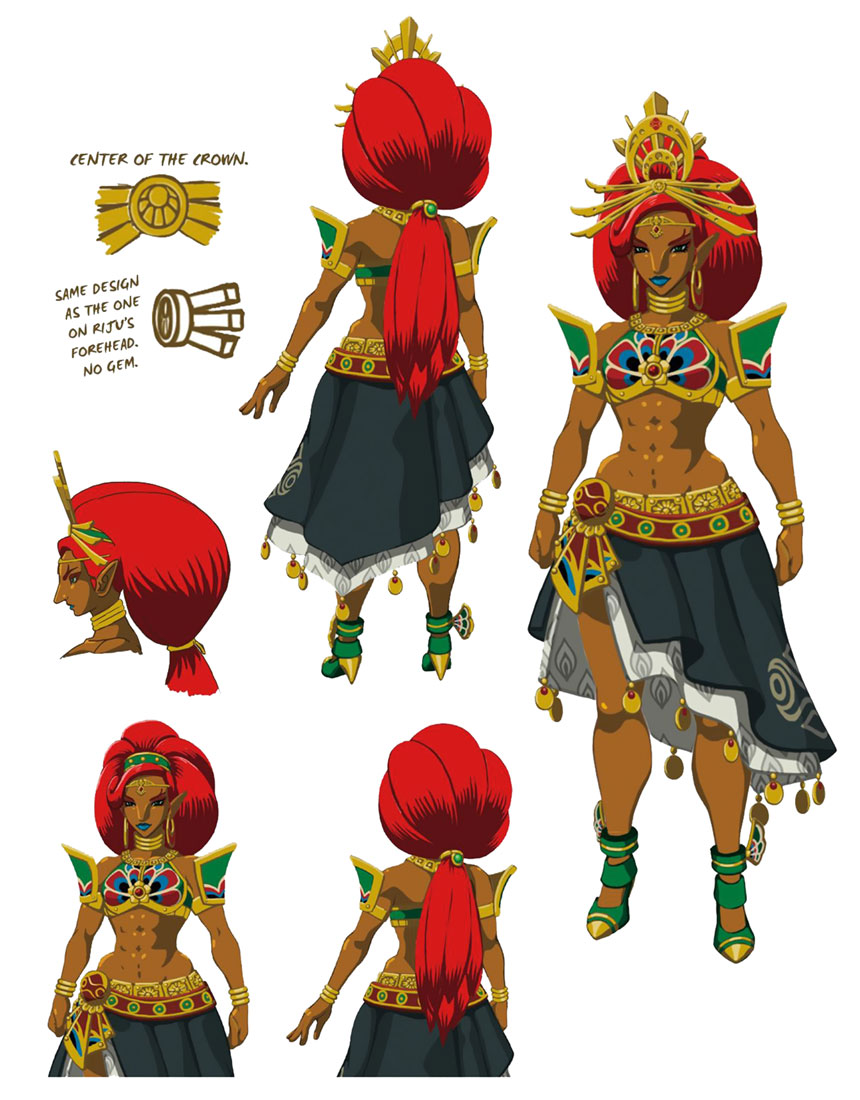 CENTER OF THE CROWN.
SAME DESIGN
AS THE ONE
ON RIJU'S
FOREHEAD.
NO GEM.